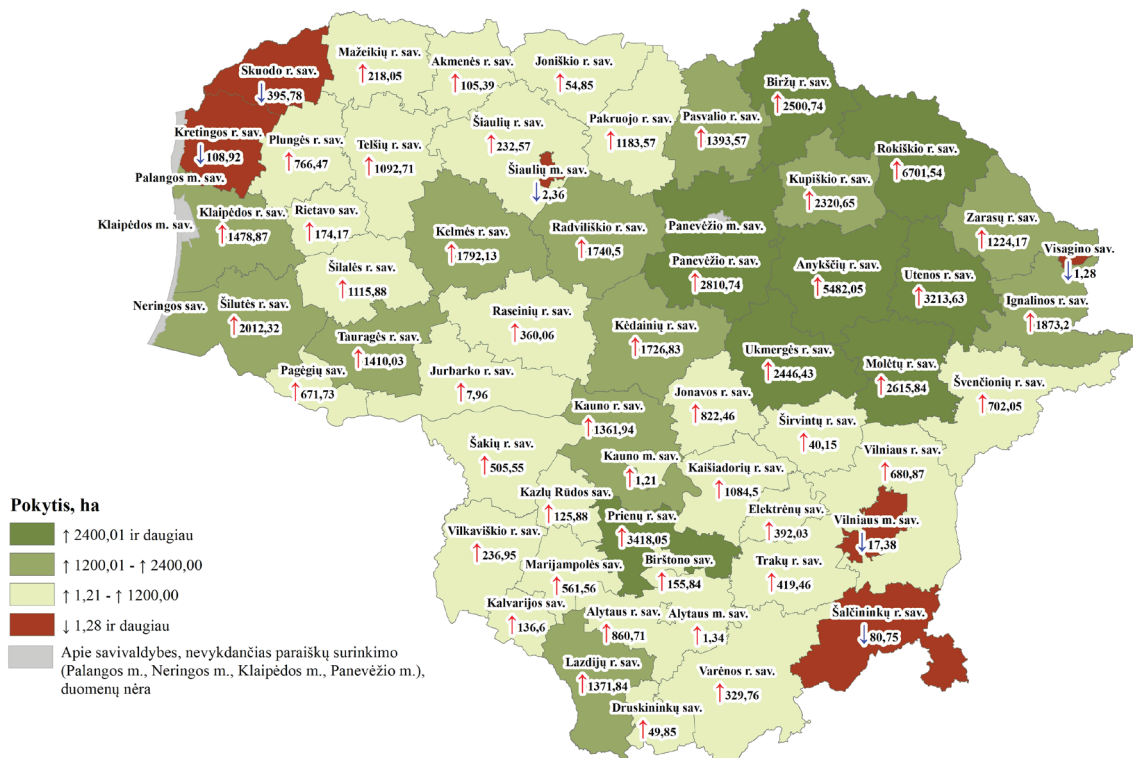 Skuodo r. sav.
↓395,78
Mažeikių r. sav.
↑218,05
Akmenės r. sav.
↑105,39
Joniškio r. sav.
↑54,85
Biržų r. sav.
↑2500,74
Kretingos r. sav.
↓108,92
Palangos m. sav.
Plungės r. sav.
↑766,47
Telšių r. sav.
↑1092,71
Šiaulių r. sav.
↑232,57
Šiaulių m. sav.
↓2,36
Pakruojo r. sav.
↑1183,57
Pasvalio r. sav.
↑1393,57
Rokiškio r. sav.
↑6701,54
Kupiškio r. sav.
↑2320,65
Klaipėdos m. sav.
Klaipėdos r. sav.
↑1478,87
Rietavo sav.
↑174,17
Kelmės r. sav.
↑1792,13
Radviliškio r. sav.
↑1740,5
Panevėžio m. sav.
Panevėžio r. sav.
↑2810,74
Anykščių r. sav.
↑5482,05
Utenos r. sav.
↑3213,63
Zarasų r. sav.
↑1224,17
Visagino sav.
↓1,28
Ignalinos r. sav.
↑1873,2
Šilalės r. sav.
↑1115,88
Neringos sav.
Šilutės r. sav.
↑2012,32
Tauragės r. sav.
↑1410,03
Raseinių r. sav.
↑360,06
Kėdainių r. sav.
↑1726,83
Ukmergės r. sav.
↑2446,43
Molėtų r. sav.
↑2615,84
Švenčionių r. sav.
↑702,05
Pagėgių sav.
↑671,73
Jurbarko r. sav.
↑7,96
Jonavos r. sav.
↑822,46
Širvintų r. sav.
↑40,15
Kauno r. sav.
↑1361,94
Kauno m. sav.
↑1,21
Šakių r. sav.
↑505,55
Kaišiadorių r. sav.
↑1084,5
Vilniaus r. sav.
↑680,87
Kazlų Rūdos sav.
↑125,88
Prienų r. sav.
↑3418,05
Elektrėnų sav.
↑392,03
Vilniaus m. sav.
↓17,38
Vilkaviškio r. sav.
↑236,95
Marijampolės sav.
↑561,56
Birštono sav.
↑155,84
Trakų r. sav.
↑419,46
Kalvarijos sav.
↑136,6
Alytaus r. sav.
↑860,71
Alytaus m. sav.
↑1,34
Šalčininkų r. sav.
↓80,75
Lazdijų r. sav.
↑1371,84
Varėnos r. sav.
↑329,76
Druskininkų sav.
↑49,85
Pokytis, ha
↑ 2400,01 ir daugiau
↑ 1200,01 - ↑ 2400,00
↑ 1,21 - ↑ 1200,00
↓ 1,28 ir daugiau
Apie savivaldybes, nevykdančias paraiškų surinkimo
(Palangos m., Neringos m., Klaipėdos m., Panevėžio m.),
duomenų nėra